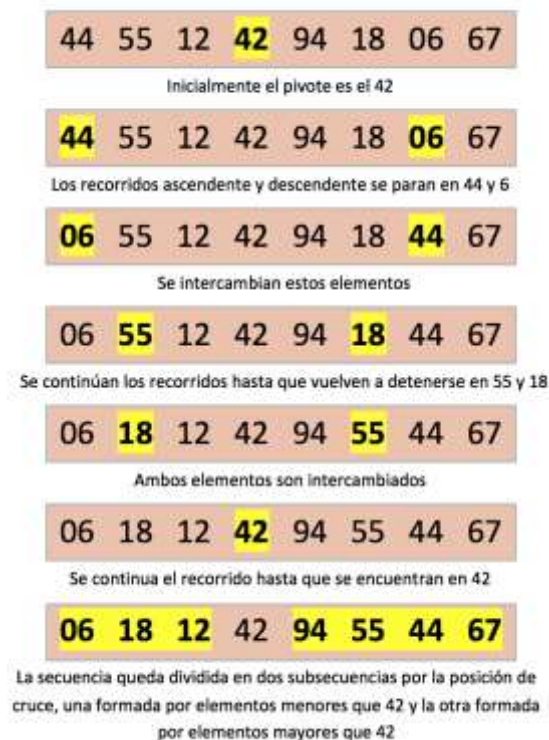 44 55 12 42 94 18 06 67
Inicialmente el pivote es el 42
44 55 12 42 94 18 06 67
Los recorridos ascendente y descendente se paran en 44 y 6
06 55 12 42 94 18 44 67
Se intercambian estos elementos
06 55 12 42 94 18 44 67
Se continúan los recorridos hasta que vuelven a detenerse en 55 y 18
06 18 12 42 94 55 44 67
Ambos elementos son intercambiados
06 18 12 42 94 55 44 67
Se continua el recorrido hasta que se encuentran en 42
06 18 12 42 94 55 44 67
La secuencia queda dividida en dos subsecuencias por la posición de
cruce, una formada por elementos menores que 42 y la otra formada
por elementos mayores que 42